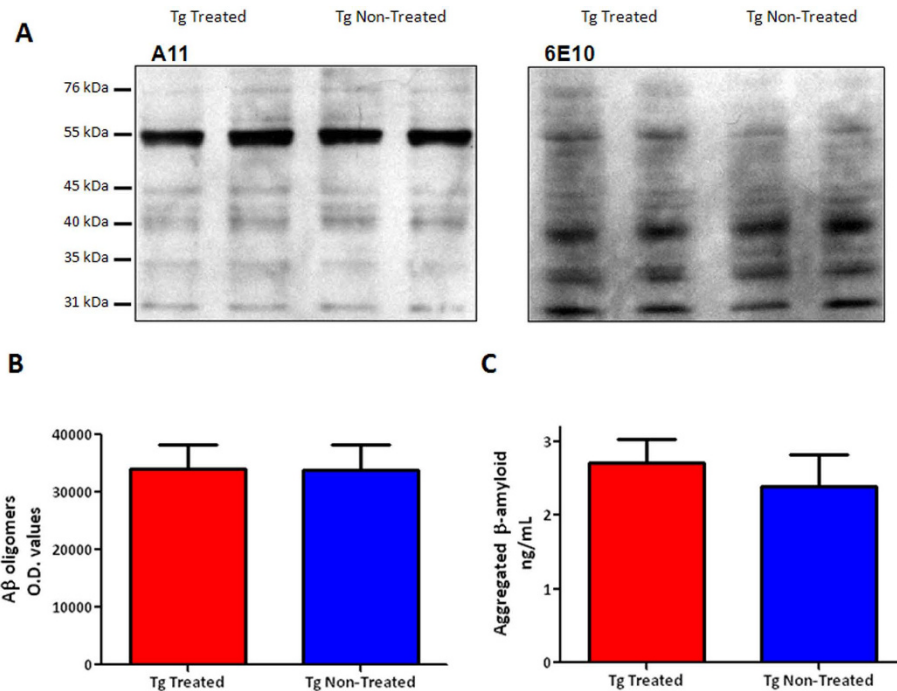 A
Tg Treated
Tg Non-Treated
Tg Treated
Tg Non-Treated
A11
6E10
76 kDa
55 kDa
45 kDa
40 kDa
35 kDa
31 kDa
B
Aβ oligomers
O.D. values
40000
30000
20000
10000
0
Tg Treated
Tg Non-Treated
C
Aggregated β-amyloid
ng/mL
3
2
1
0
Tg Treated
Tg Non-Treated